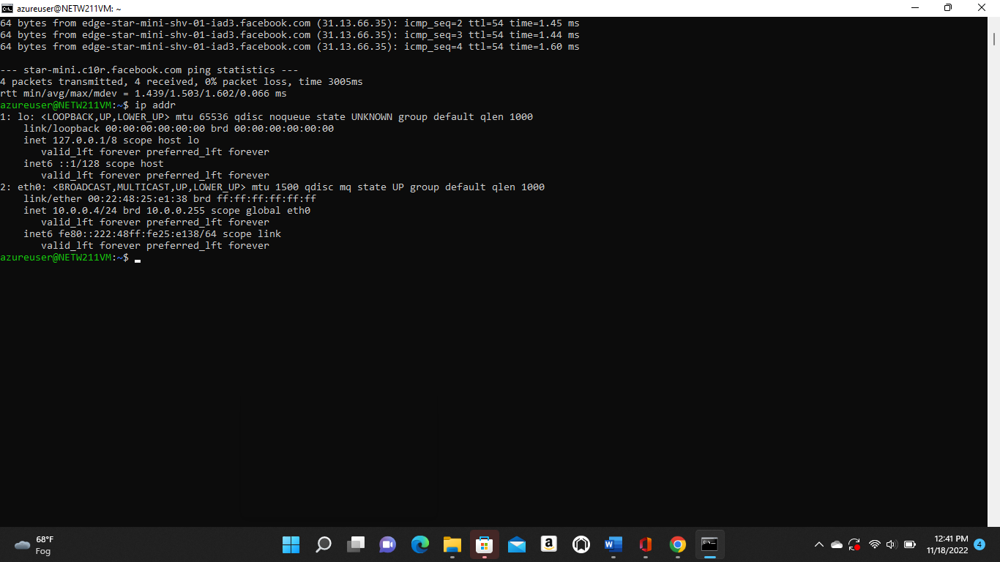 azureuser@NETW211VM: ~
64 bytes from edge-star-mini-shv-01-iad3.facebook.com (31.13.66.35): icmp_seq=2 ttl=54 time=1.45 ms
64 bytes from edge-star-mini-shv-01-iad3.facebook.com (31.13.66.35): icmp_seq=3 ttl=54 time=1.44 ms
64 bytes from edge-star-mini-shv-01-iad3.facebook.com (31.13.66.35): icmp_seq=4 ttl=54 time=1.60 ms
--- star-mini.c10r.facebook.com ping statistics ---
4 packets transmitted, 4 received, 0% packet loss, time 3005ms
rtt min/avg/max/mdev = 1.439/1.503/1.602/0.066 ms
azureuser@NETW211VM:~$ ip addr
1: lo: <LOOPBACK,UP,LOWER_UP> mtu 65536 qdisc noqueue state UNKNOWN group default qlen 1000
link/loopback 00:00:00:00:00:00 brd 00:00:00:00:00:00
inet 127.0.0.1/8 scope host lo
valid_lft forever preferred_lft forever
inet6 ::1/128 scope host
valid_lft forever preferred_lft forever
2: eth0: <BROADCAST,MULTICAST,UP,LOWER_UP> mtu 1500 qdisc mq state UP group default qlen 1000
link/ether 00:22:48:25:e1:38 brd ff:ff:ff:ff:ff:ff
inet 10.0.0.4/24 brd 10.0.0.255 scope global eth0
valid_lft forever preferred_lft forever
inet6 fe80::222:48ff:fe25:e138/64 scope link
valid_lft forever preferred_lft forever
azureuser@NETW211VM:~$
68°F
Fog
12:41 PM
11/18/2022
4